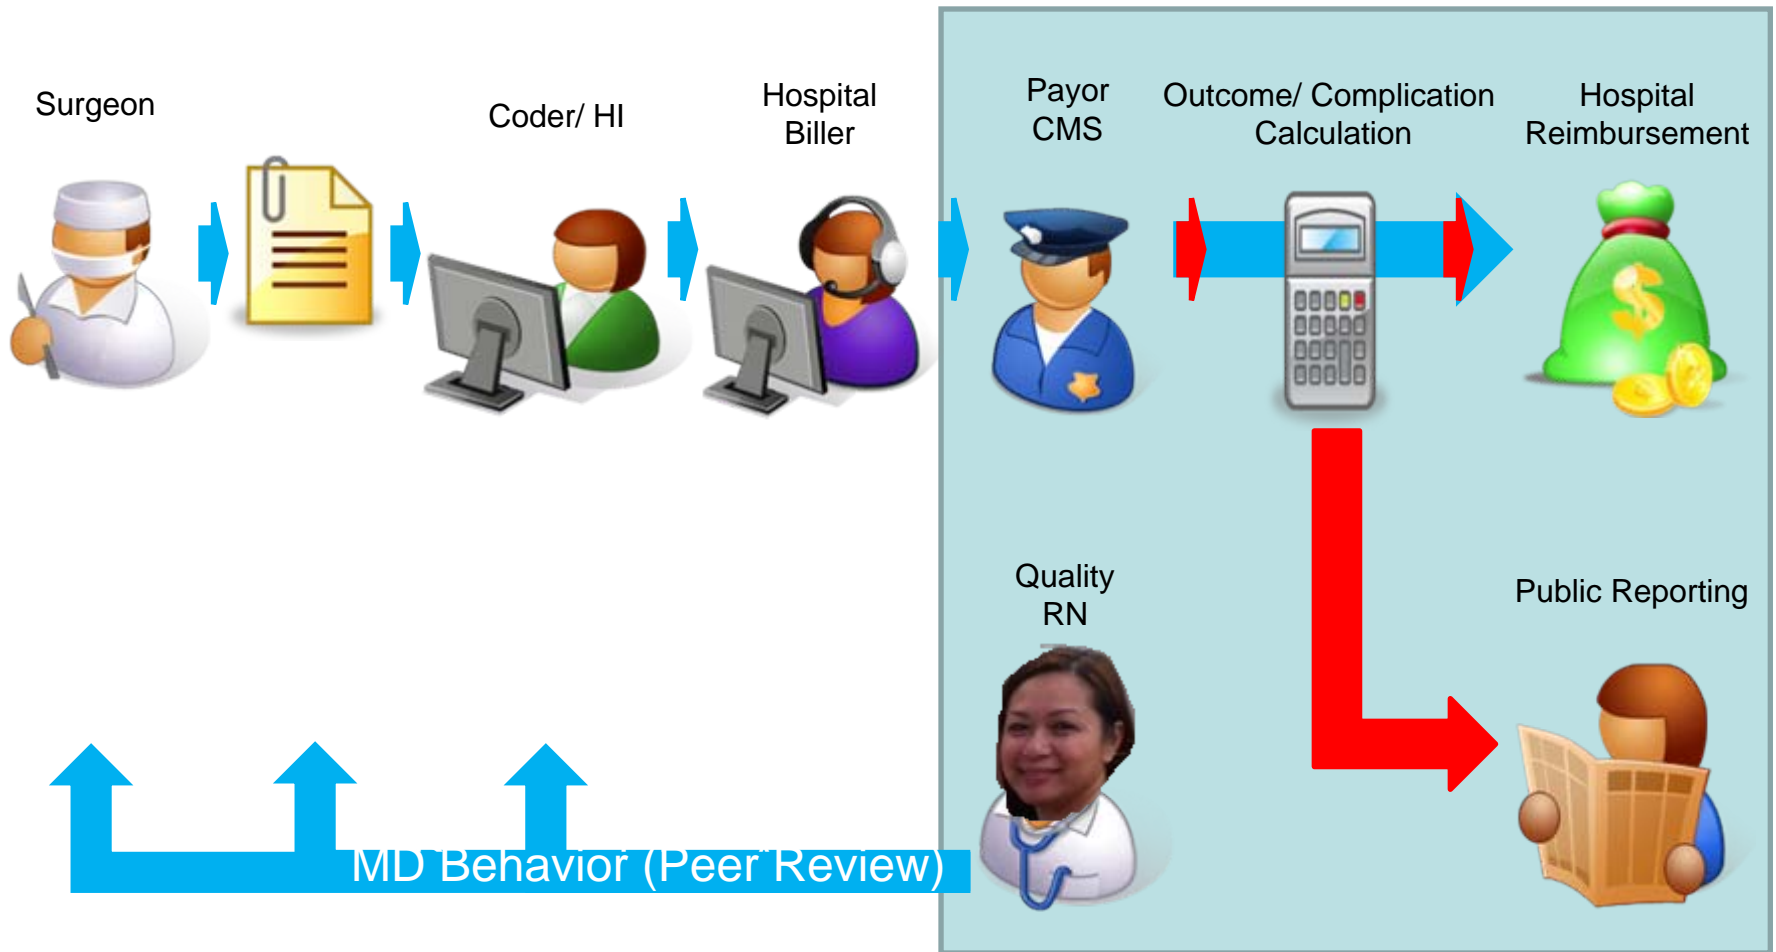 Surgeon
Coder/ HI
Hospital
Biller
Payor
CMS
Outcome/ Complication
Calculation
Hospital
Reimbursement
Quality
RN
Public Reporting
MD Behavior (Peer Review)